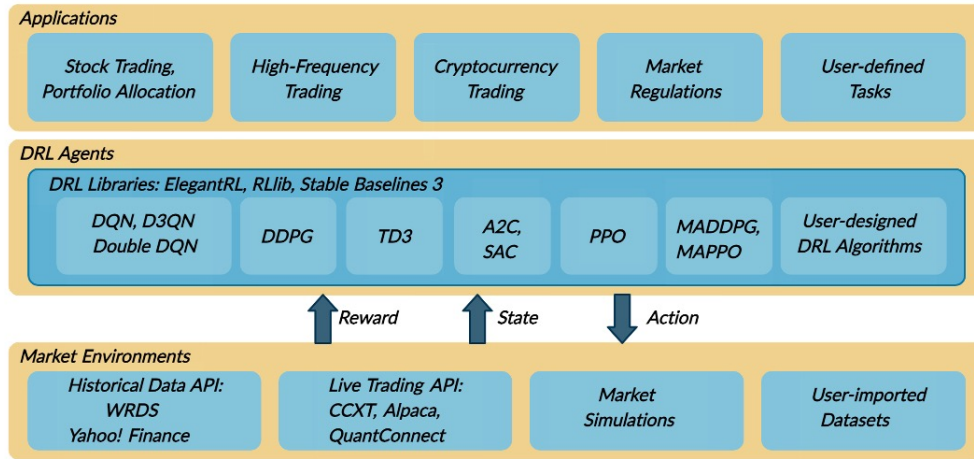 Applications
Stock Trading,
Portfolio Allocation
High-Frequency
Trading
Cryptocurrency
Trading
Market
Regulations
User-defined
Tasks
DRL Agents
DRL Libraries: ElegantRL, RLlib, Stable Baselines 3
DQN, D3QN
Double DQN
DDPG
TD3
A2C,
SAC
PPO
MADDPG,
MAPPO
User-designed
DRL Algorithms
Reward
State
Action
Market Environments
Historical Data API:
WRDS
Yahoo! Finance
Live Trading API:
CCXT, Alpaca,
QuantConnect
Market
Simulations
User-imported
Datasets